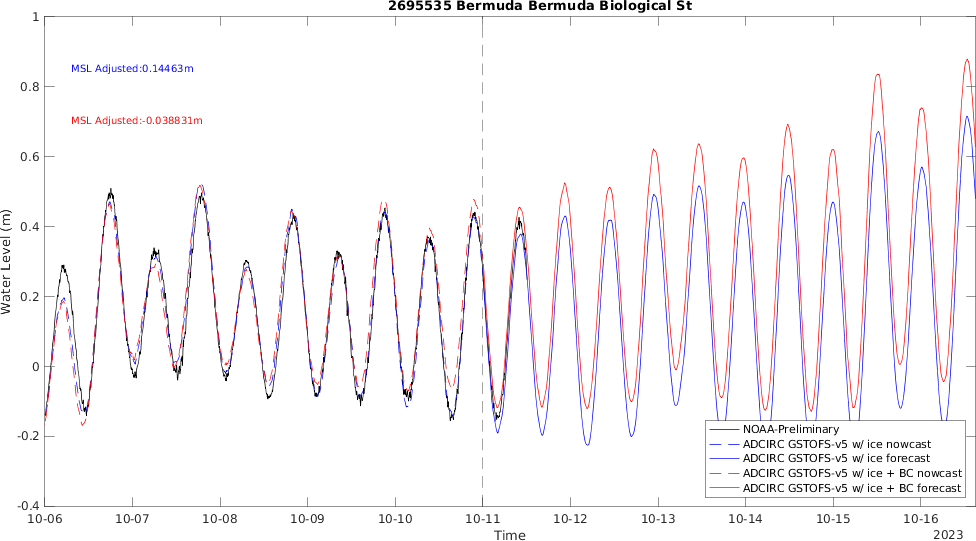 2695535 Bermuda Bermuda Biological St
1
0.8
0.6
0.4
0.2
0
-0.2
-0.4
Water Level (m)
MSL Adjusted:0.14463m
MSL Adjusted:-0.038831m
NOAA-Preliminary
ADCIRC GSTOFS-v5 w/ ice nowcast
ADCIRC GSTOFS-v5 w/ ice forecast
ADCIRC GSTOFS-v5 w/ ice + BC nowcast
ADCIRC GSTOFS-v5 w/ ice + BC forecast
10-06 10-07 10-08 10-09 10-10 10-11 10-12 10-13 10-14 10-15 10-16
Time
2023